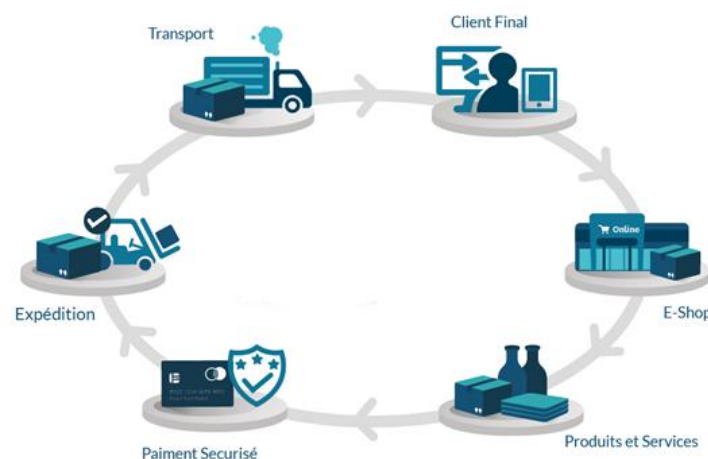 Transport
Client Final
Online
E-Shop
Expédition
Produits et Services
Paiment Securisé